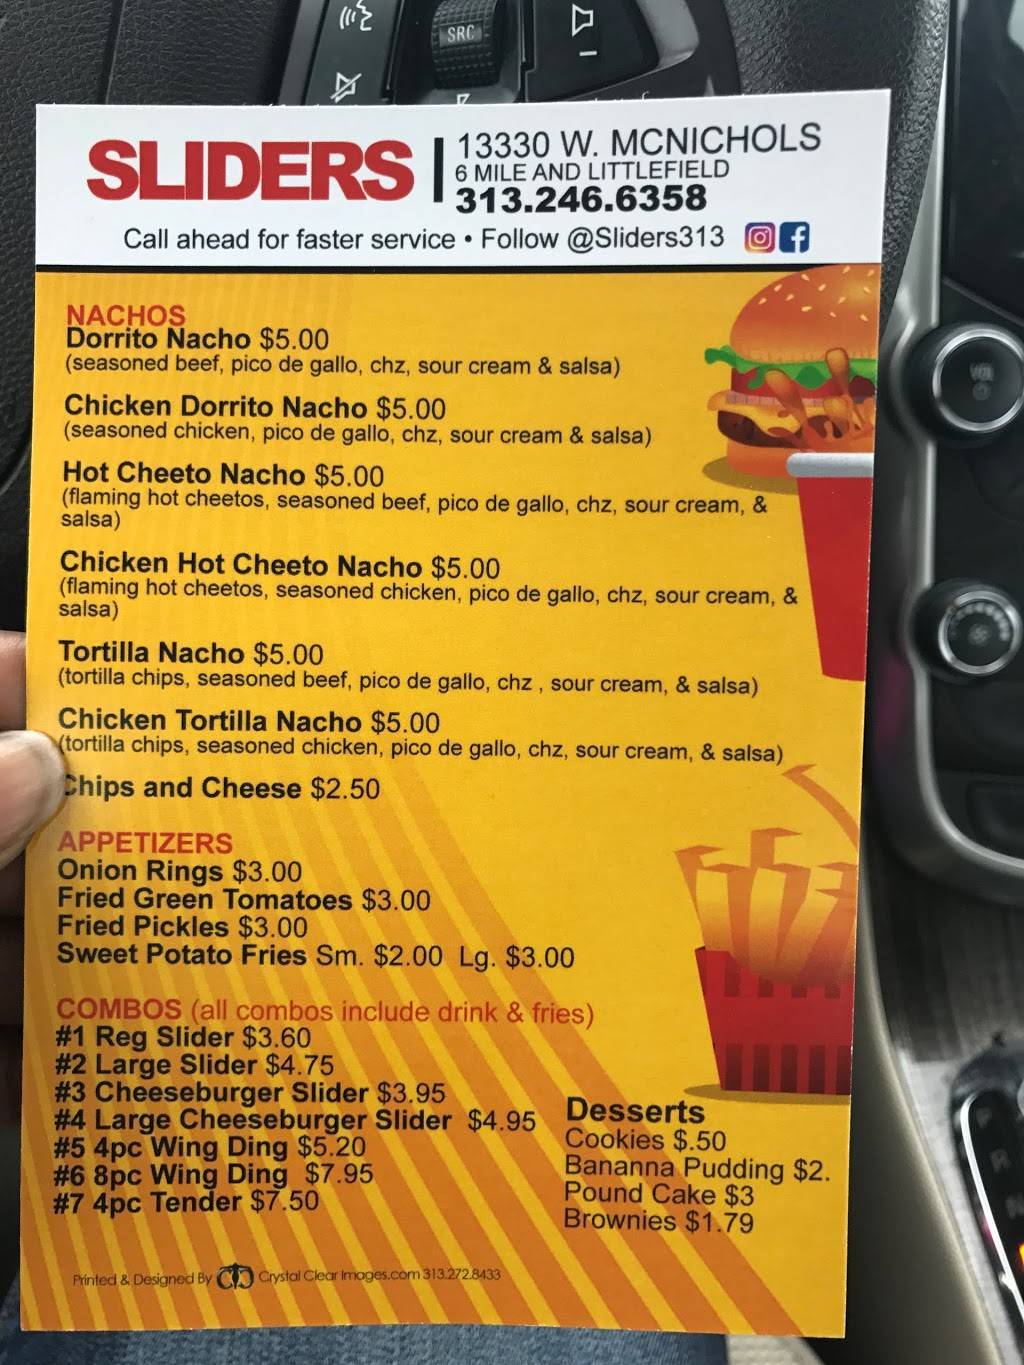 SRC
SLIDERS
13330 W. MCNICHOLS
6 MILE AND LITTLEFIELD
313.246.6358
Call ahead for faster service • Follow @Sliders313
NACHOS
Dorrito Nacho $5.00
(seasoned beef, pico de gallo, chz, sour cream & salsa)
Chicken Dorrito Nacho $5.00
(seasoned chicken, pico de gallo, chz, sour cream & salsa)
Hot Cheeto Nacho $5.00
(flaming hot cheetos, seasoned beef, pico de gallo, chz, sour cream, &
salsa)
Chicken Hot Cheeto Nacho $5.00
(flaming hot cheetos, seasoned chicken, pico de gallo, chz, sour cream, &
salsa)
Tortilla Nacho $5.00
(tortilla chips, seasoned beef, pico de gallo, chz , sour cream, & salsa)
Chicken Tortilla Nacho $5.00
(tortilla chips, seasoned chicken, pico de gallo, chz, sour cream, & salsa)
Chips and Cheese $2.50
APPETIZERS
Onion Rings $3.00
Fried Green Tomatoes $3.00
Fried Pickles $3.00
Sweet Potato Fries Sm. $2.00 Lg. $3.00
COMBOS (all combos include drink & fries)
#1 Reg Slider $3.60
#2 Large Slider $4.75
#3 Cheeseburger Slider $3.95
#4 Large Cheeseburger Slider $4.95
#5 4pc Wing Ding $5.20
#6 8pc Wing Ding $7.95
#7 4pc Tender $7.50
Desserts
Cookies $.50
Bananna Pudding $2.
Pound Cake $3
Brownies $1.79
Printed & Designed By Crystal Clear Images.com 313.272.8433
VOL
P
R
N